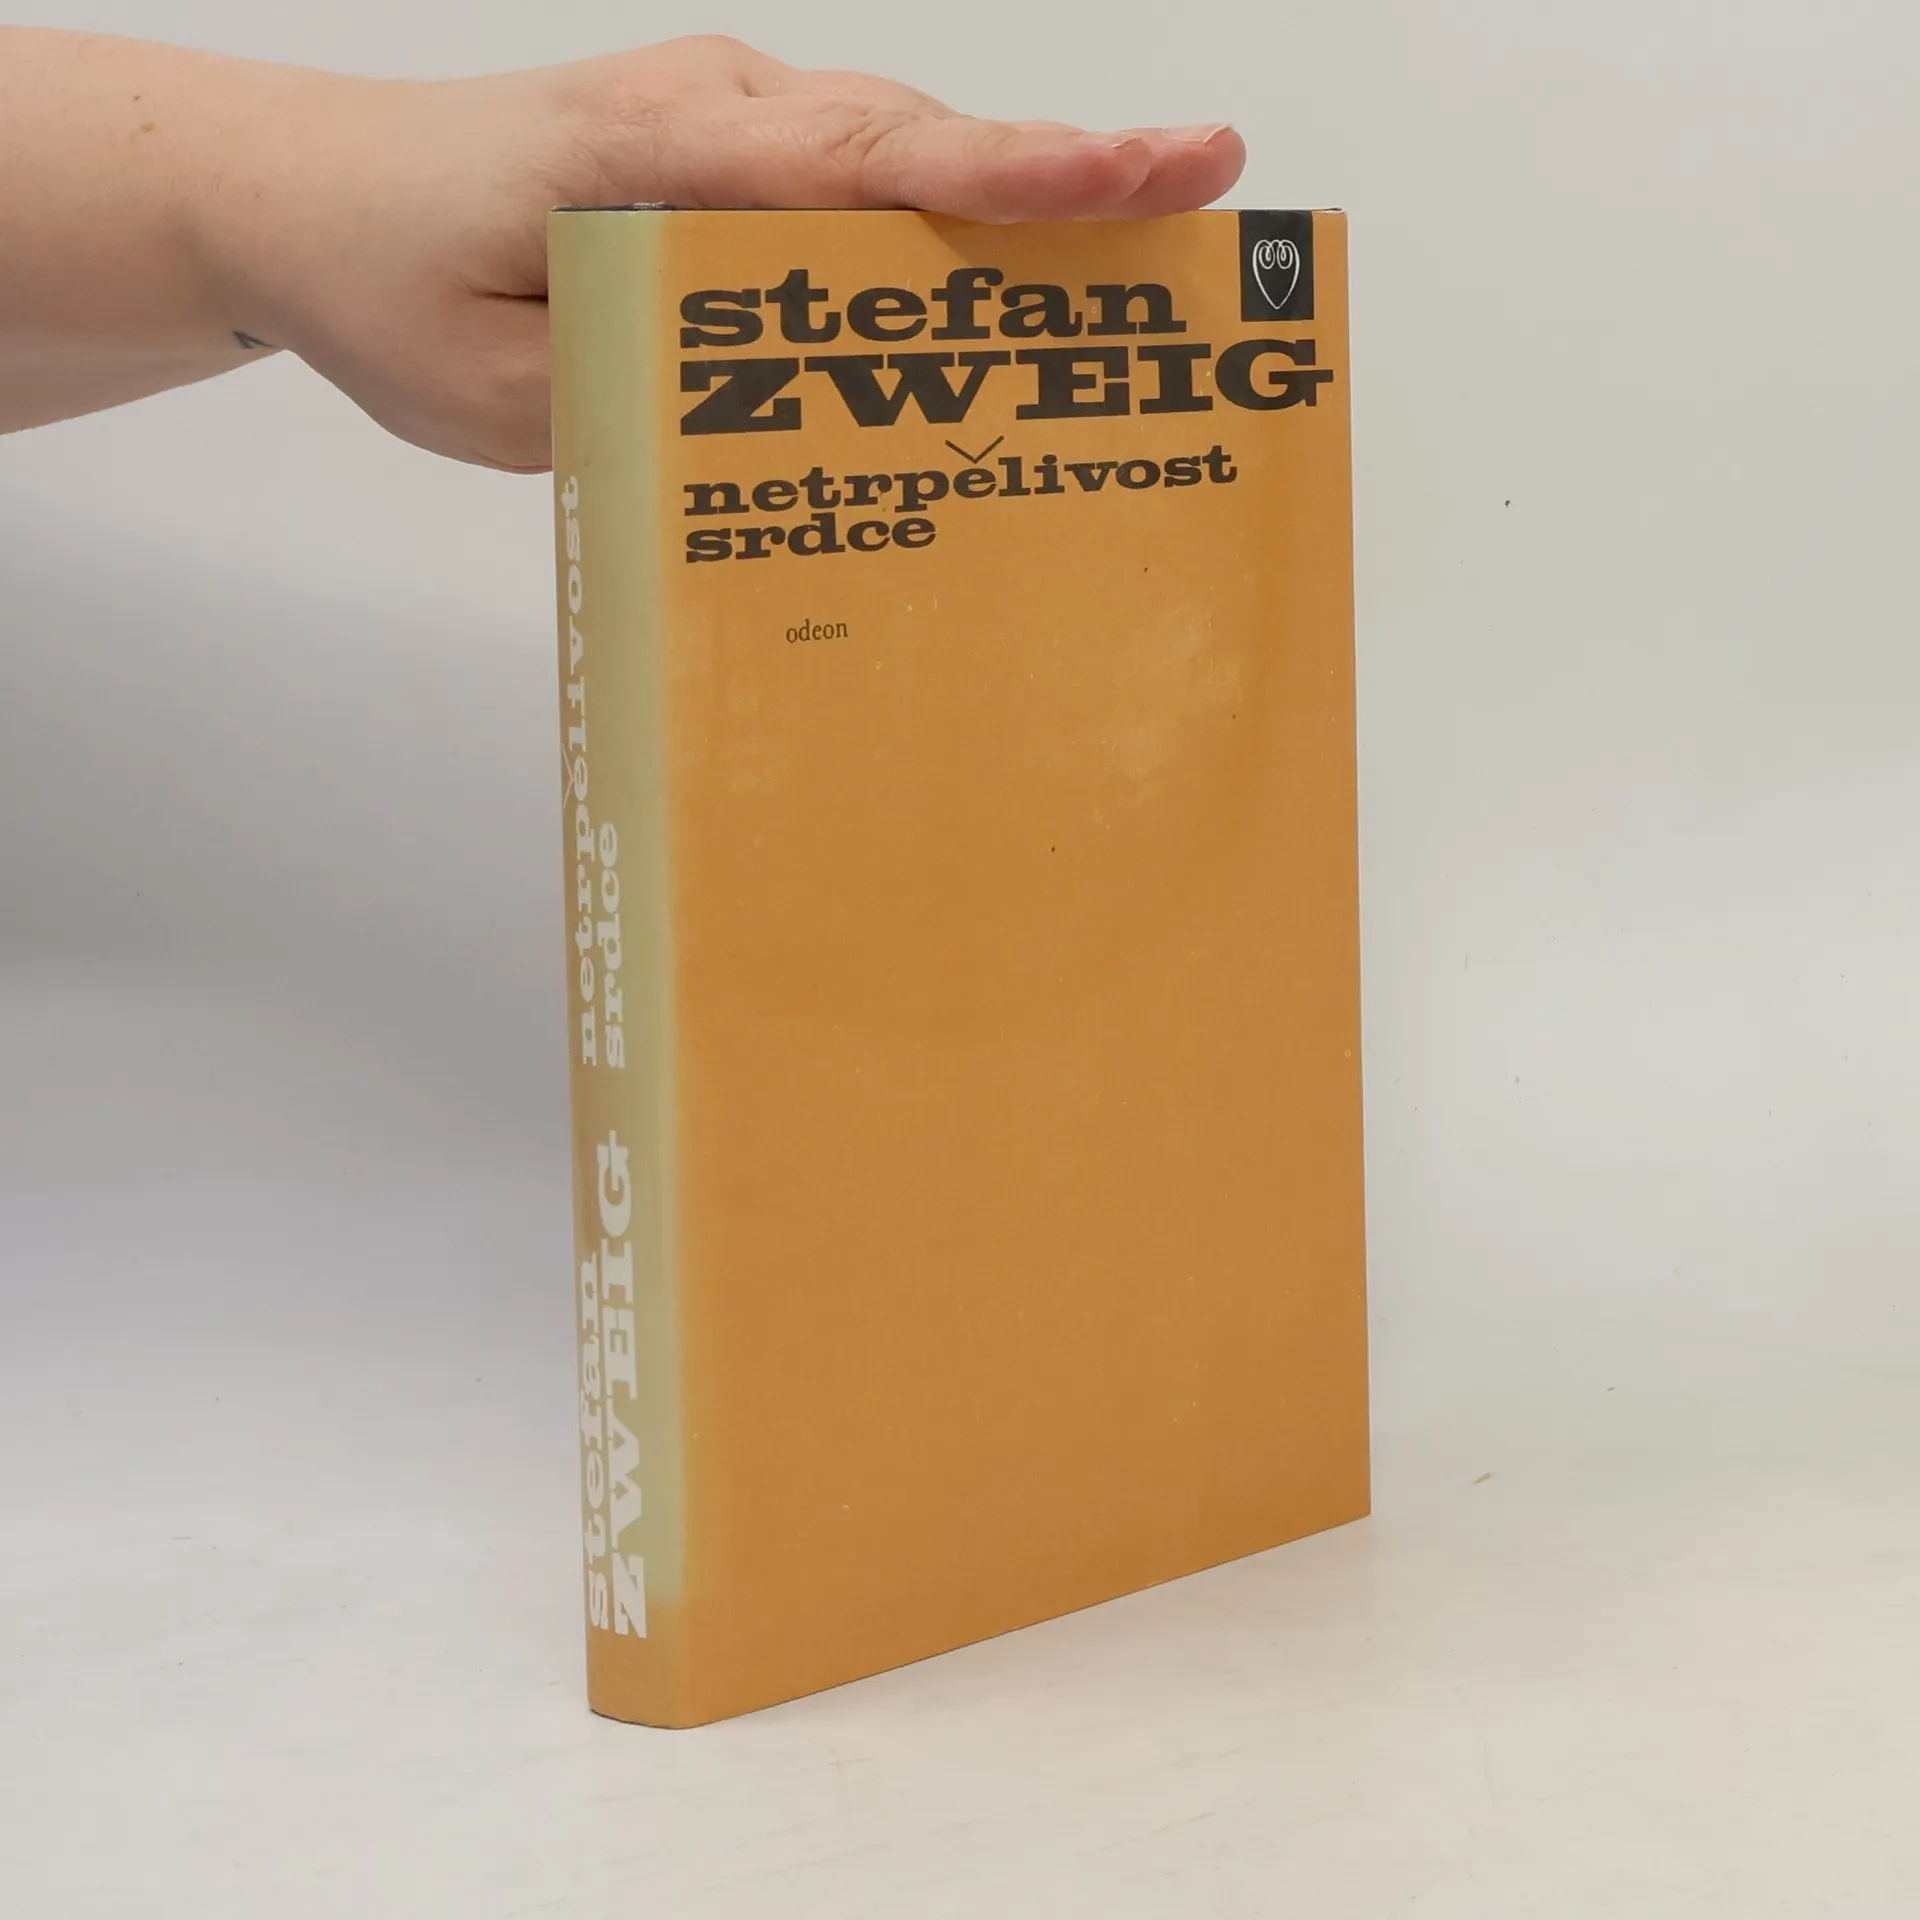 stefan
ZWEIG
netrpělivost
srdce
odeon
stefan
ZWEIG
netrpělivost
srdce